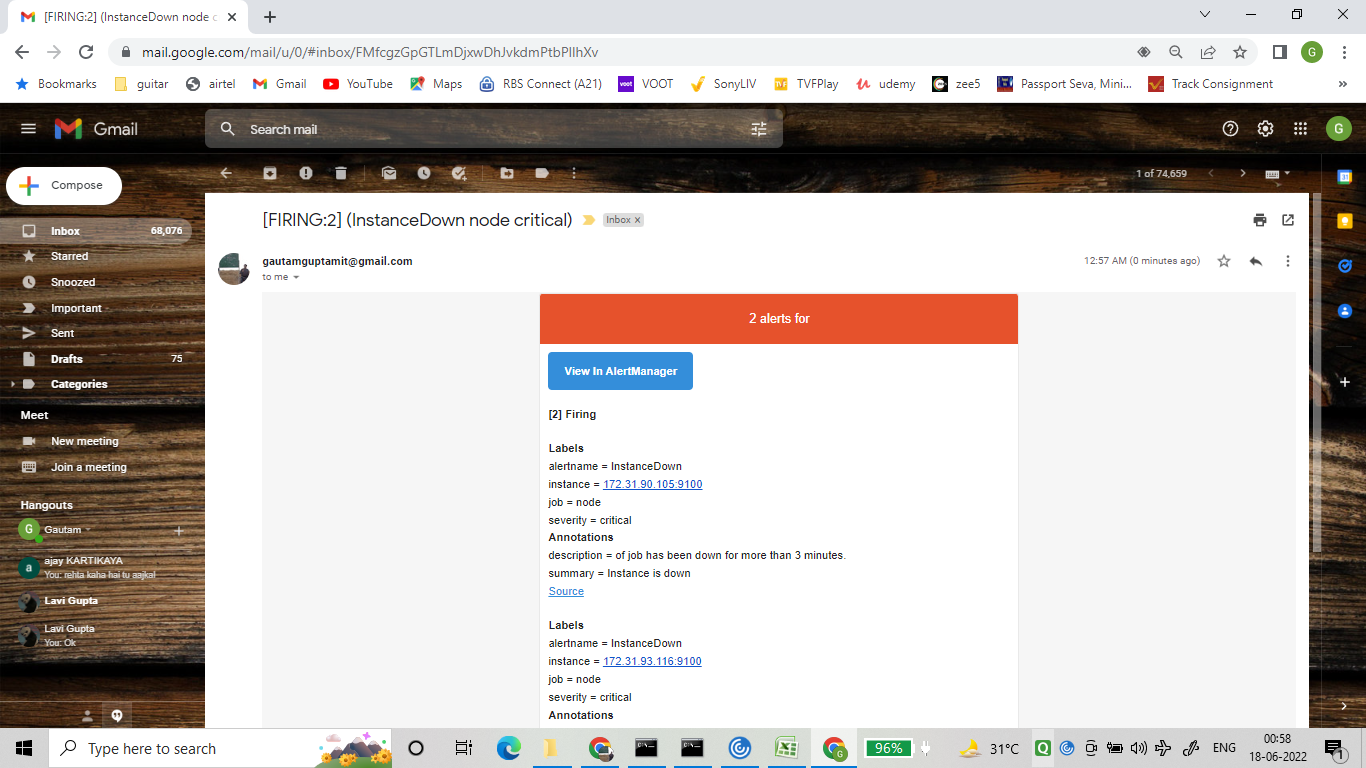 [FIRING:2] (InstanceDown node c
mail.google.com/mail/u/0/#inbox/FMfcgzGpGTLmDjxwDhJvkdmPtbPIlhXv
G
Bookmarks guitar airtel Gmail YouTube Maps RBS Connect (A21) voot VOOT SonyLIV TVFPlay udemy zee5 Passport Seva, Mini... Track Consignment »
Gmail
Search mail
G
Compose
1 of 74,659
Inbox 68,076
Starred
Snoozed
Important
Sent
Drafts 75
Categories
Meet
New meeting
Join a meeting
Hangouts
G Gautam
a ajay KARTIKAYA
You: rehta kaha hai tu aajkal
Lavi Gupta
Lavi Gupta
You: Ok
[FIRING:2] (InstanceDown node critical) Inbox x
gautamguptamit@gmail.com 12:57 AM (0 minutes ago)
to me
2 alerts for
View In AlertManager
[2] Firing
Labels
alertname = InstanceDown
instance = 172.31.90.105:9100
job = node
severity = critical
Annotations
description = of job has been down for more than 3 minutes.
summary = Instance is down
Source
Labels
alertname = InstanceDown
instance = 172.31.93.116:9100
job = node
severity = critical
Annotations
Type here to search
96%
31°C
ENG
00:58
18-06-2022
1